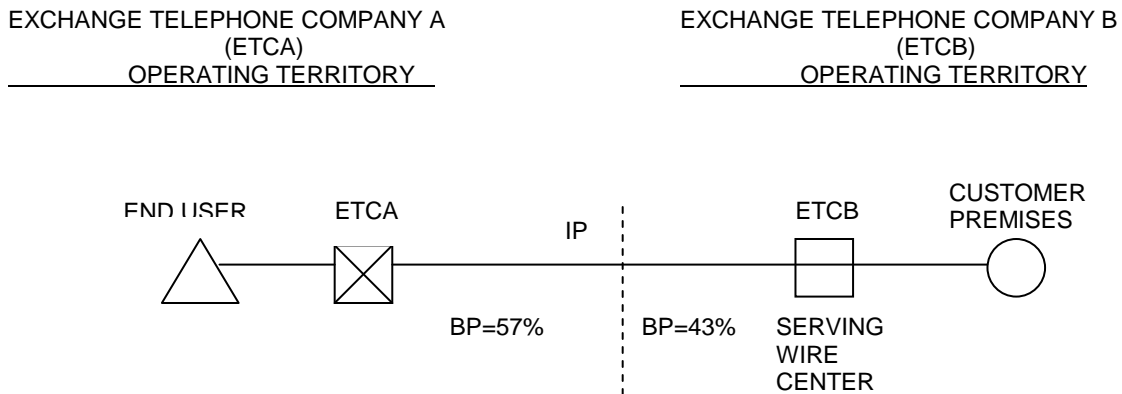 EXCHANGE TELEPHONE COMPANY A
(ETCA)
OPERATING TERRITORY
EXCHANGE TELEPHONE COMPANY B
(ETCB)
OPERATING TERRITORY
END USER
ETCA
IP
ETCB
CUSTOMER
PREMISES
BP=57%
BP=43%
SERVING
WIRE
CENTER